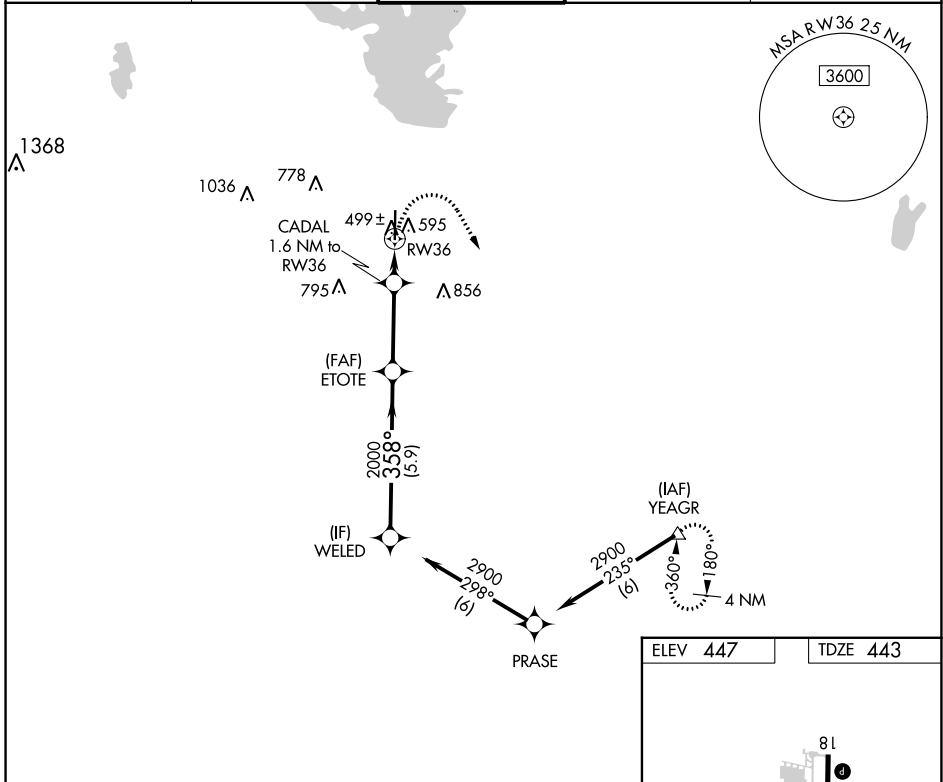 MSA RW36 25 NM
3600
1368
1036
778
499±
595
CADAL
1.6 NM to
RW36
RW36
795
856
(FAF)
ETOTE
2000
358°
(5.9)
(IF)
WELED
(IAF)
YEAGR
2900
235°
(6)
360°
180°
4 NM
2900
298°
(6)
PRASE
ELEV 447
TDZE 443
18
P